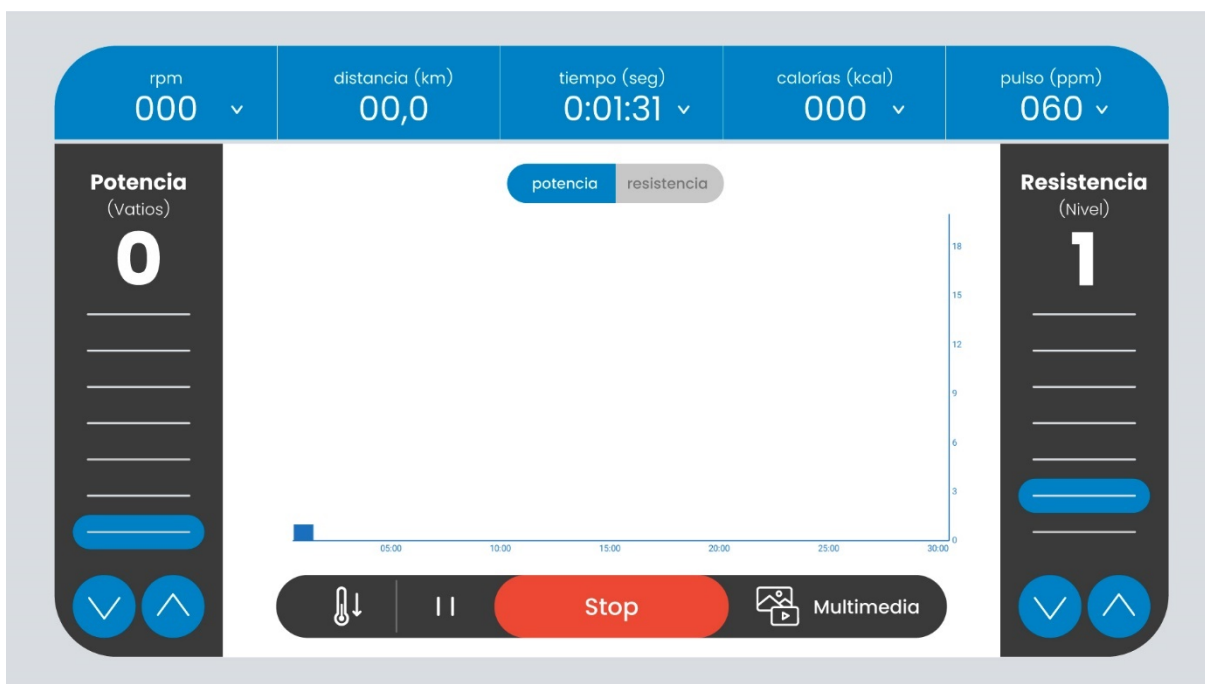 rpm
000
distancia (km)
00,0
tiempo (seg)
0:01:31
calorías (kcal)
000
pulso (ppm)
060
Potencia
(Vatios)
0
potencia resistencia
18
15
12
9
6
3
0
05:00 10:00 15:00 20:00 25:00 30:00
Resistencia
(Nivel)
1
Stop
Multimedia